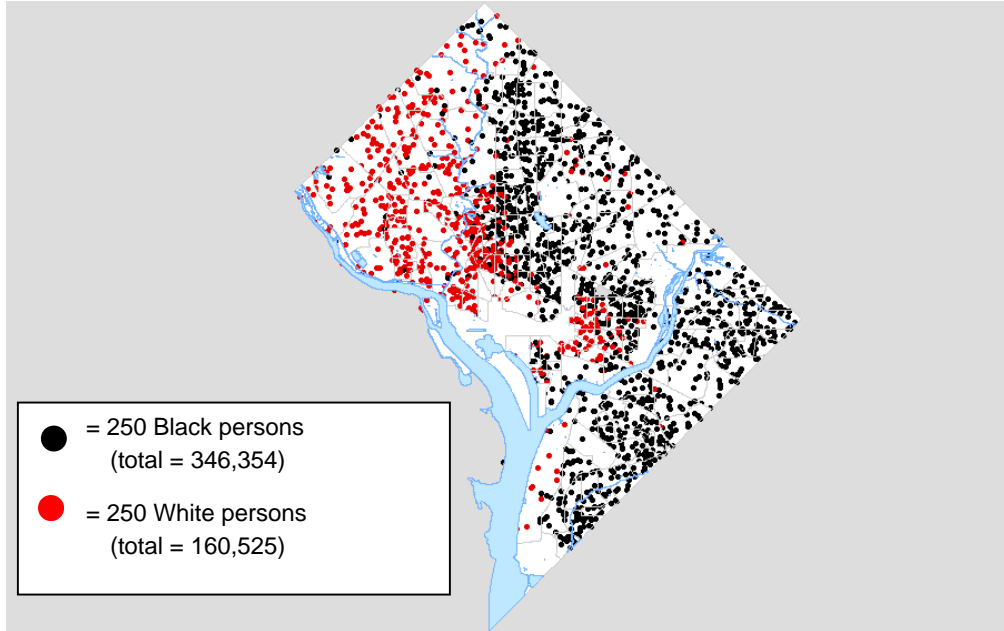 = 250 Black persons
(total = 346,354)
= 250 White persons
(total = 160,525)